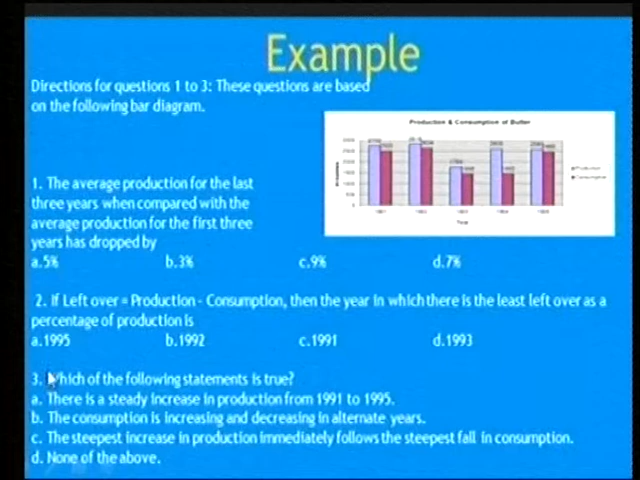 Example
Directions for questions 1 to 3: These questions are based
on the following bar diagram.
Production & Consumption of Butter
1. The average production for the last
three years when compared with the
average production for the first three
years has dropped by
a.5% b.3% c.9% d.7%
2. If Left over = Production - Consumption, then the year in which there is the least left over as a
percentage of production is
a.1995 b.1992 c.1991 d.1993
3. Which of the following statements is true?
a. There is a steady increase in production from 1991 to 1995.
b. The consumption is increasing and decreasing in alternate years.
c. The steepest increase in production immediately follows the steepest fall in consumption.
d. None of the above.